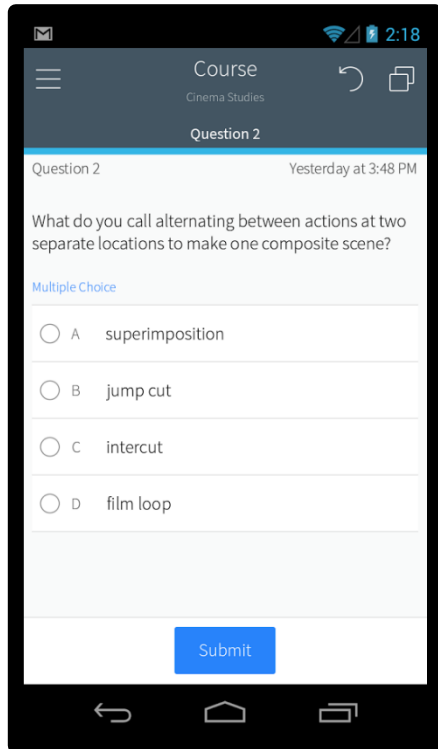 2:18
Course
Cinema Studies
Question 2
Question 2 Yesterday at 3:48 PM
What do you call alternating between actions at two
separate locations to make one composite scene?
Multiple Choice
A superimposition
B jump cut
C intercut
D film loop
Submit